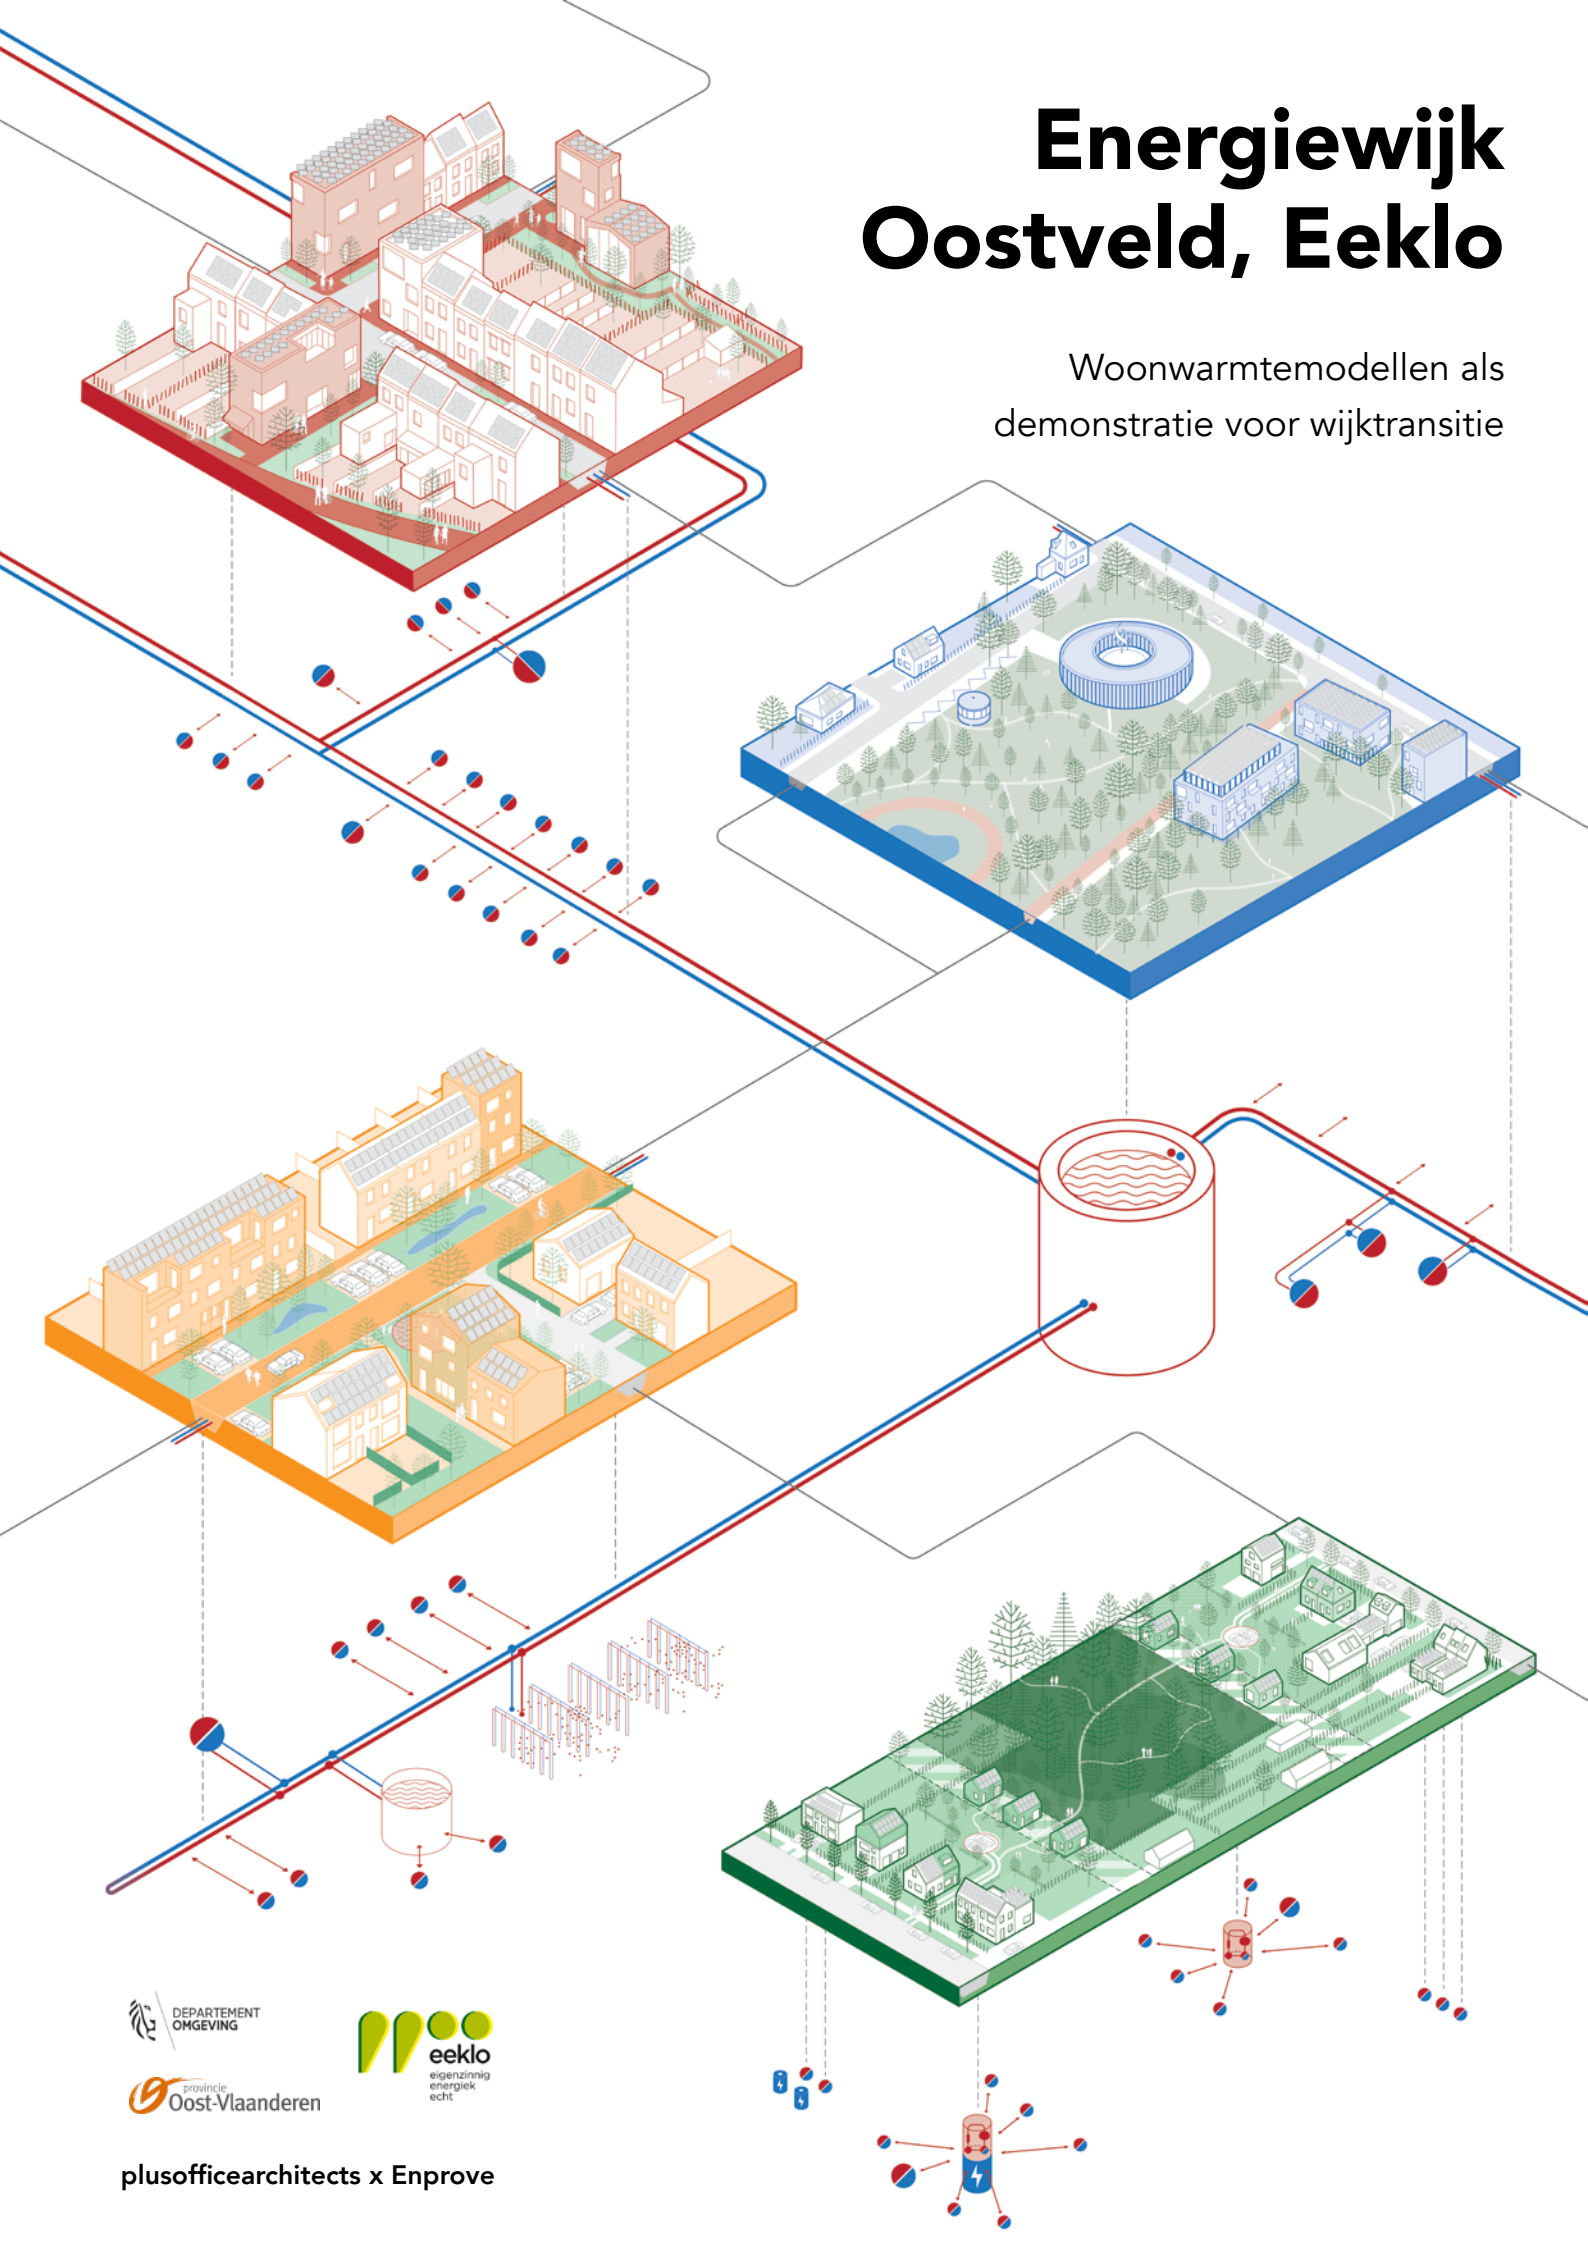 Energiewijk
Oostveld, Eeklo
Woonwarmtemodellen als
demonstratie voor wijktransitie
DEPARTEMENT
OMGEVING
eeklo
eigenzinnig
energiek
echt
provincie
Oost-Vlaanderen
plusofficearchitects x Enprove